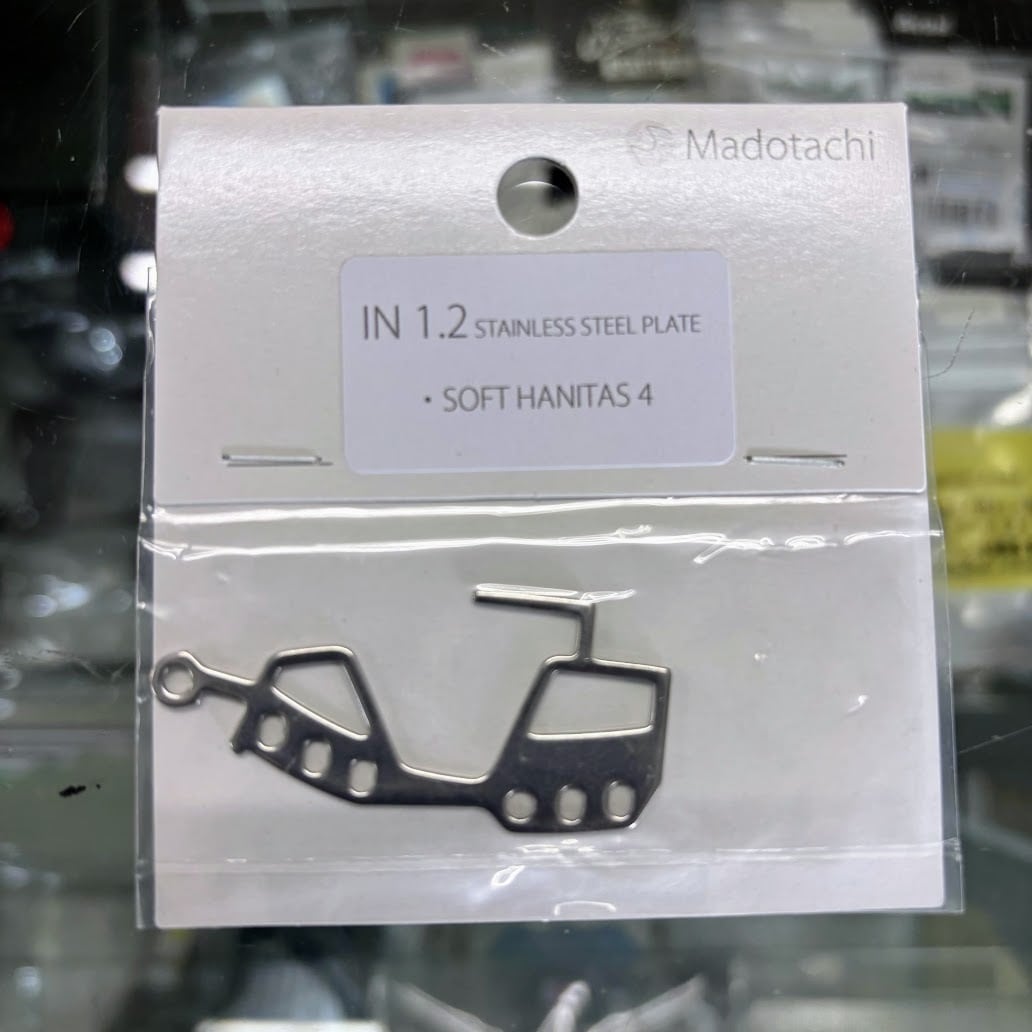 Madotachi
IN 1.2 STAINLESS STEEL PLATE
• SOFT HANITAS 4